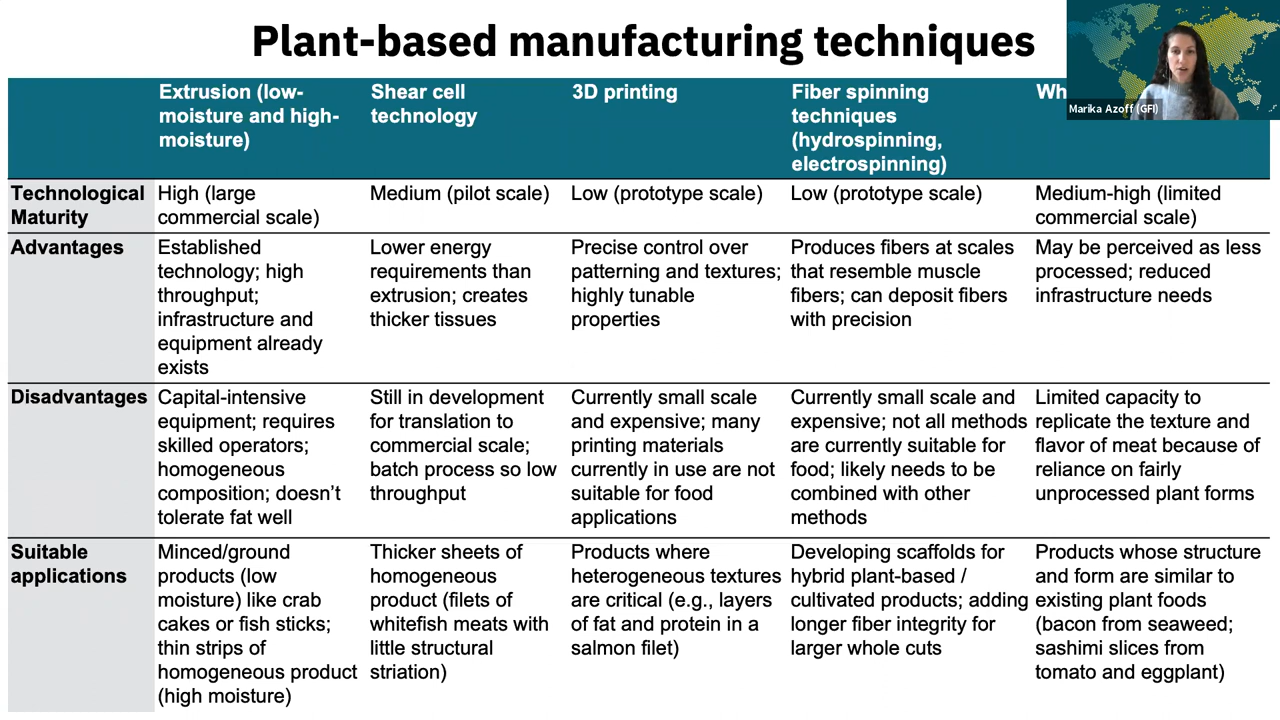 Plant-based manufacturing techniques
Marika Azoff (GFI)
Extrusion (low-
moisture and high-
moisture)
Shear cell
technology
3D printing
Fiber spinning
techniques
(hydrospinning,
electrospinning)
Technological
Maturity
High (large
commercial scale)
Medium (pilot scale)
Low (prototype scale)
Low (prototype scale)
Medium-high (limited
commercial scale)
Advantages
Established
technology; high
throughput;
infrastructure and
equipment already
exists
Lower energy
requirements than
extrusion; creates
thicker tissues
Precise control over
patterning and textures;
highly tunable
properties
Produces fibers at scales
that resemble muscle
fibers; can deposit fibers
with precision
May be perceived as less
processed; reduced
infrastructure needs
Disadvantages
Capital-intensive
equipment; requires
skilled operators;
homogeneous
composition; doesn’t
tolerate fat well
Still in development
for translation to
commercial scale;
batch process so low
throughput
Currently small scale
and expensive; many
printing materials
currently in use are not
suitable for food
applications
Currently small scale and
expensive; not all methods
are currently suitable for
food; likely needs to be
combined with other
methods
Limited capacity to
replicate the texture and
flavor of meat because of
reliance on fairly
unprocessed plant forms
Suitable
applications
Minced/ground
products (low
moisture) like crab
cakes or fish sticks;
thin strips of
homogeneous product
(high moisture)
Thicker sheets of
homogeneous
product (filets of
whitefish meats with
little structural
striation)
Products where
heterogeneous textures
are critical (e.g., layers
of fat and protein in a
salmon filet)
Developing scaffolds for
hybrid plant-based /
cultivated products; adding
longer fiber integrity for
larger whole cuts
Products whose structure
and form are similar to
existing plant foods
(bacon from seaweed;
sashimi slices from
tomato and eggplant)